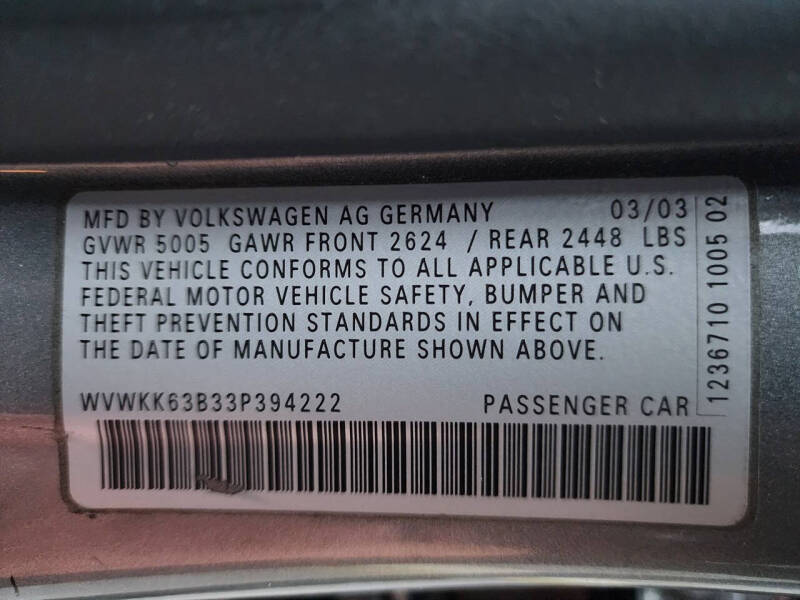 MFD BY VOLKSWAGEN AG GERMANY 03/03
GVWR 5005 GAWR FRONT 2624 / REAR 2448 LBS
THIS VEHICLE CONFORMS TO ALL APPLICABLE U.S.
FEDERAL MOTOR VEHICLE SAFETY, BUMPER AND
THEFT PREVENTION STANDARDS IN EFFECT ON
THE DATE OF MANUFACTURE SHOWN ABOVE.
WVWKK63B33P394222 PASSENGER CAR
1236710 1005 02